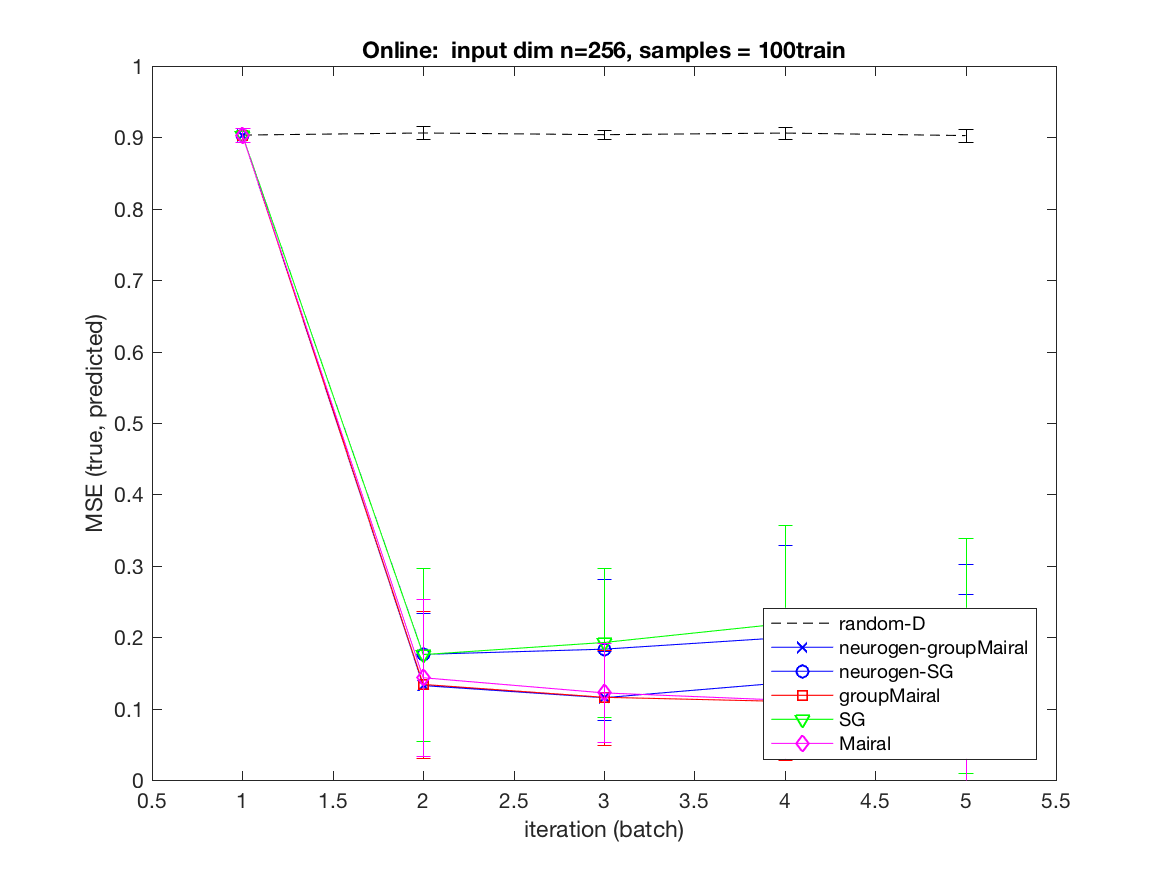 Online:  input dim n=256, samples = 100train
MSE (true, predicted)
1
0.9
0.8
0.7
0.6
0.5
0.4
0.3
0.2
0.1
0
random-D
neurogen-groupMairal
neurogen-SG
groupMairal
SG
Mairal
0.5 1 1.5 2 2.5 3 3.5 4 4.5 5 5.5
iteration (batch)